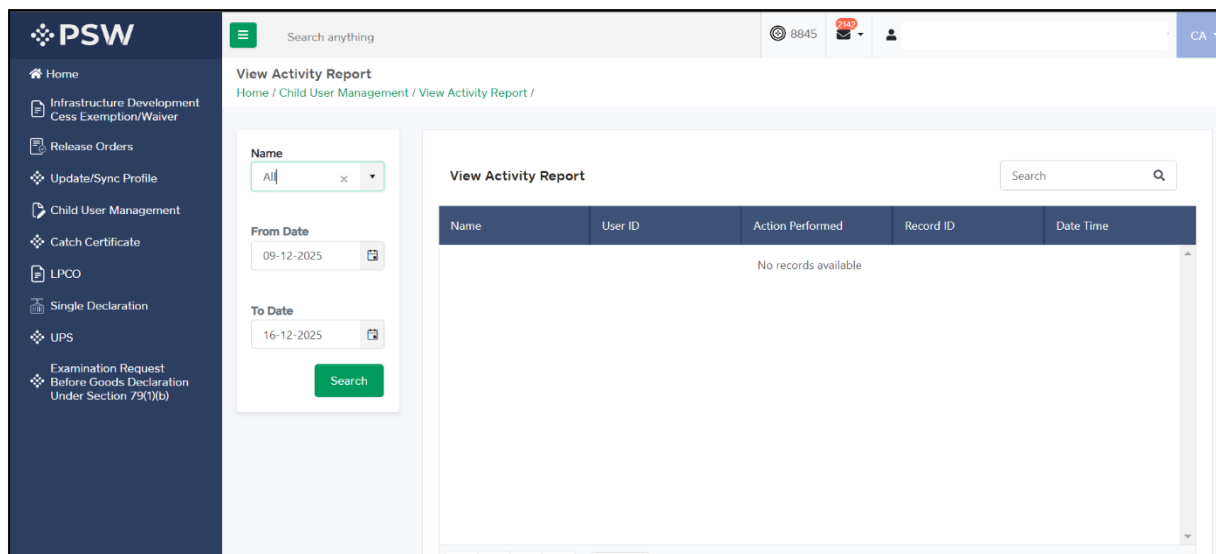 PSW
Search anything
8845
2142
CA
Home
Infrastructure Development
Cess Exemption/Waiver
Release Orders
Update/Sync Profile
Child User Management
Catch Certificate
LPCO
Single Declaration
UPS
Examination Request
Before Goods Declaration
Under Section 79(1)(b)
View Activity Report
Home / Child User Management / View Activity Report /
Name
All
From Date
09-12-2025
To Date
16-12-2025
Search
View Activity Report
Search
Name User ID Action Performed Record ID Date Time
No records available